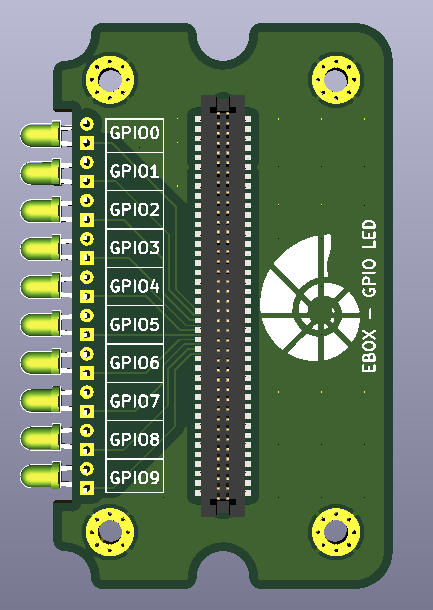 GPIO0
GPIO1
GPIO2
GPIO3
GPIO4
GPIO5
GPIO6
GPIO7
GPIO8
GPIO9
EBOX - GPIO LED